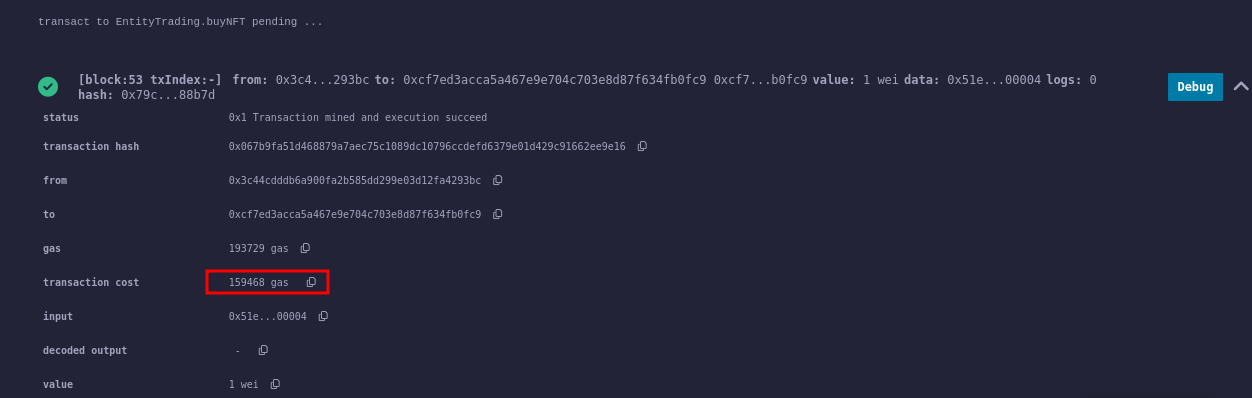 transact to EntityTrading.buyNFT pending ...
[block:53 txIndex:-] from: 0x3c4...293bc to: 0xcf7ed3acca5a467e9e704c703e8d87f634fb0fc9 0xcf7...b0fc9 value: 1 wei data: 0x51e...00004 logs: 0
hash: 0x79c...88b7d
Debug
status 0x1 Transaction mined and execution succeed
transaction hash 0x067b9fa51d468879a7aec75c1089dc10796ccdefd6379e01d429c91662ee9e16
from 0x3c44cdddb6a900fa2b585dd299e03d12fa4293bc
to 0xcf7ed3acca5a467e9e704c703e8d87f634fb0fc9
gas 193729 gas
transaction cost 159468 gas
input 0x51e...00004
decoded output -
value 1 wei